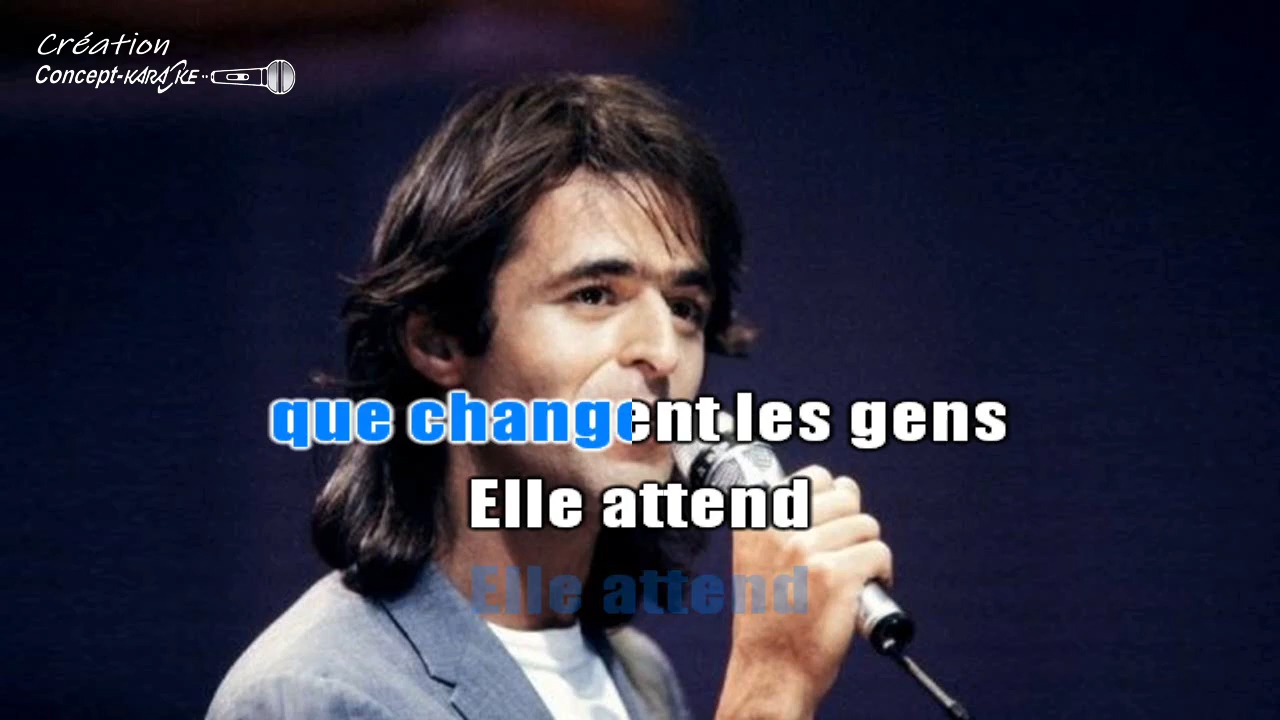 Création
Concept-KARAOKE
que changent les gens
Elle attend
Elle attend